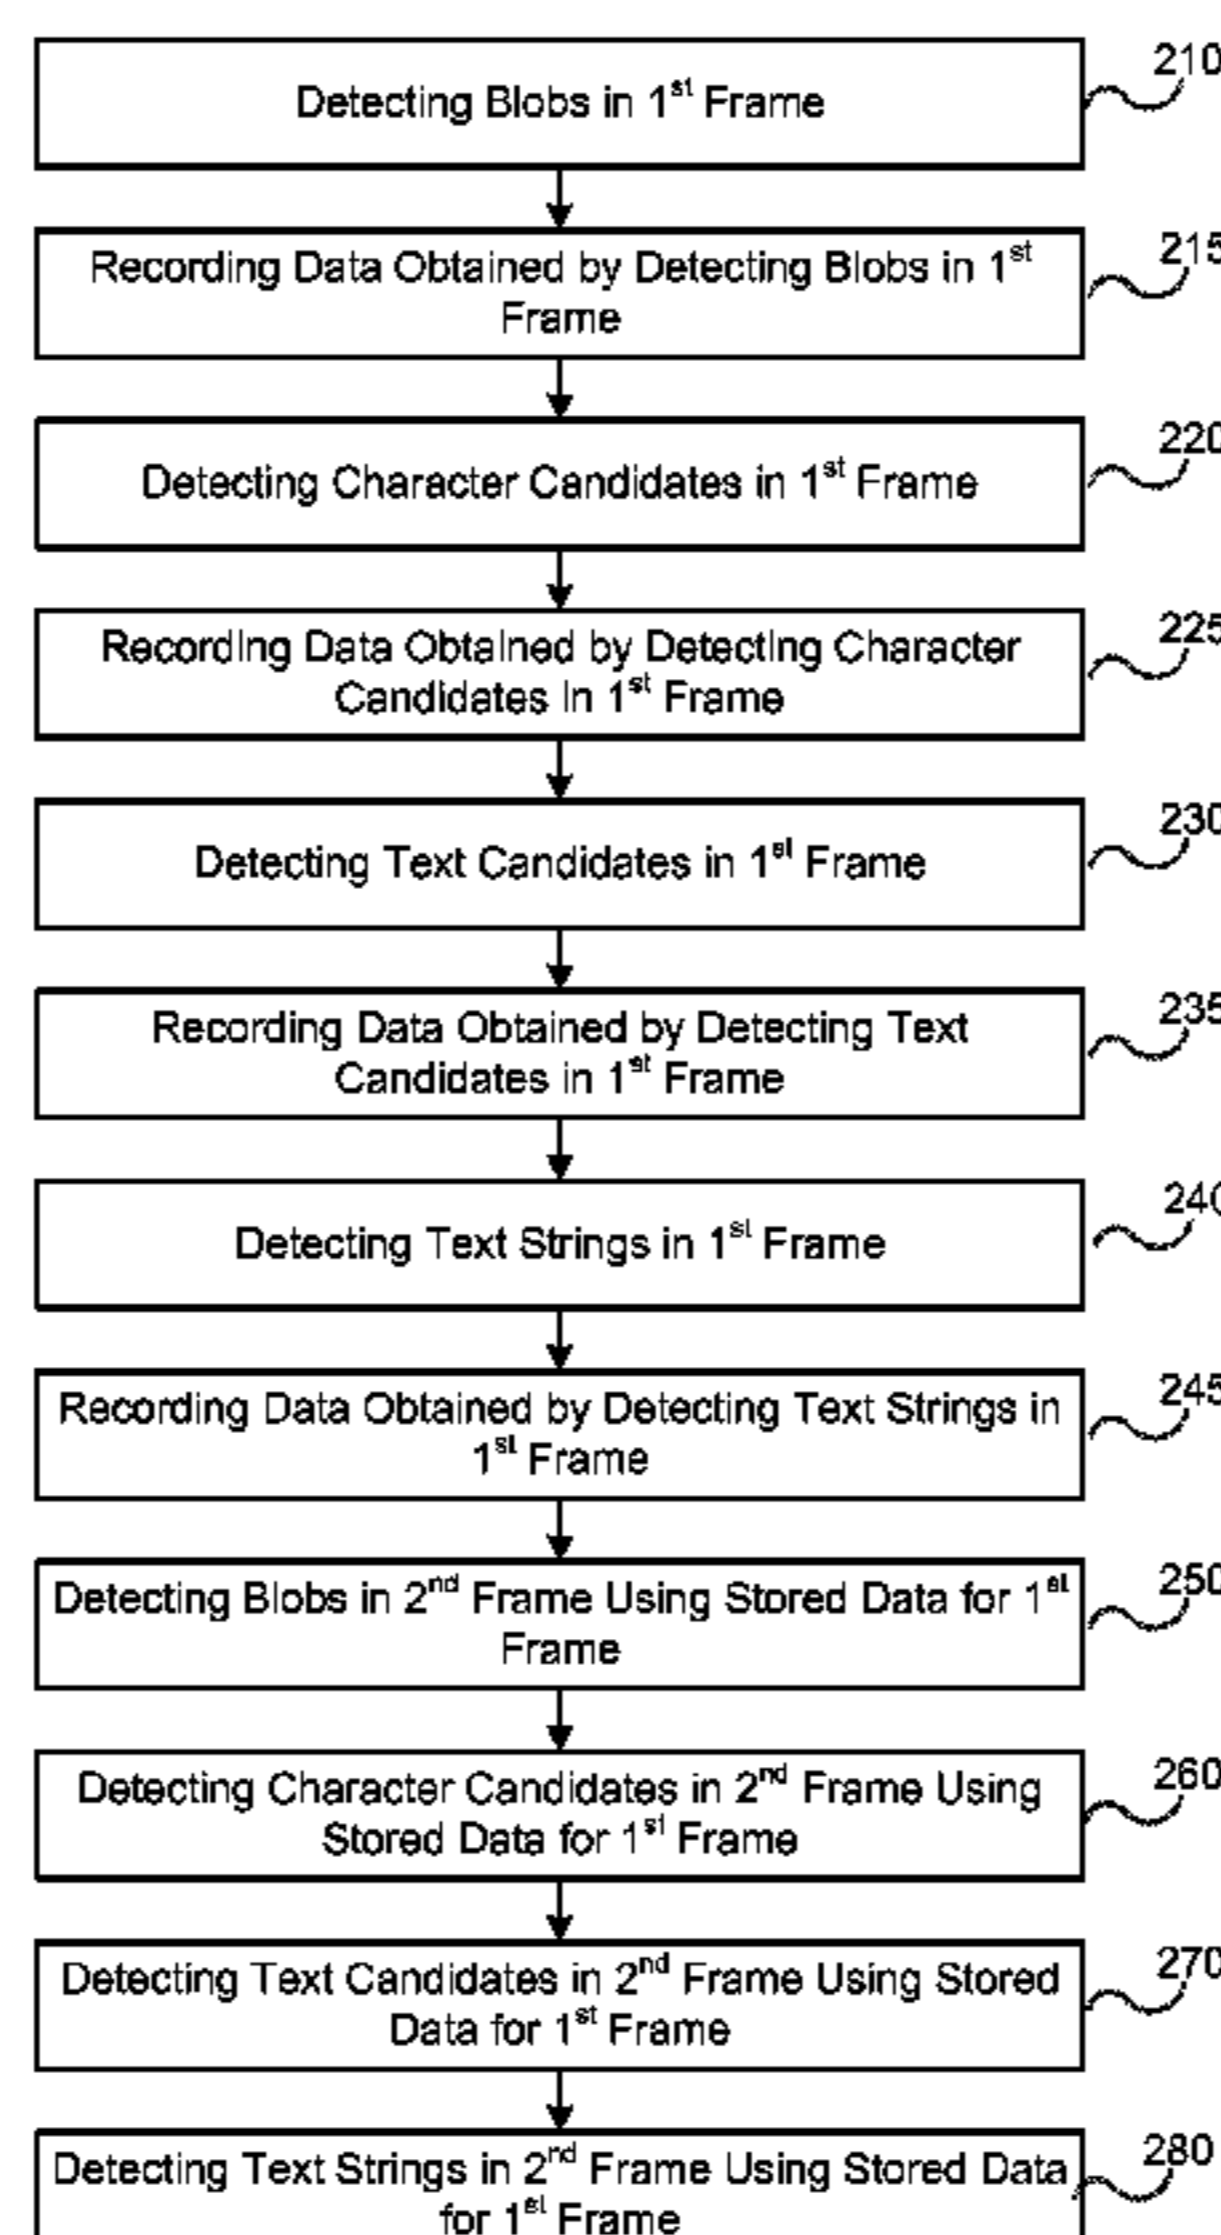 Detecting Blobs in 1st Frame
210
Recording Data Obtained by Detecting Blobs in 1st
Frame
215
Detecting Character Candidates in 1st Frame
220
Recording Data Obtained by Detecting Character
Candidates in 1st Frame
225
Detecting Text Candidates in 1st Frame
230
Recording Data Obtained by Detecting Text
Candidates in 1st Frame
235
Detecting Text Strings in 1st Frame
240
Recording Data Obtained by Detecting Text Strings in
1st Frame
245
Detecting Blobs in 2nd Frame Using Stored Data for 1st
Frame
250
Detecting Character Candidates in 2nd Frame Using
Stored Data for 1st Frame
260
Detecting Text Candidates in 2nd Frame Using Stored
Data for 1st Frame
270
Detecting Text Strings in 2nd Frame Using Stored Data
for 1st Frame
280